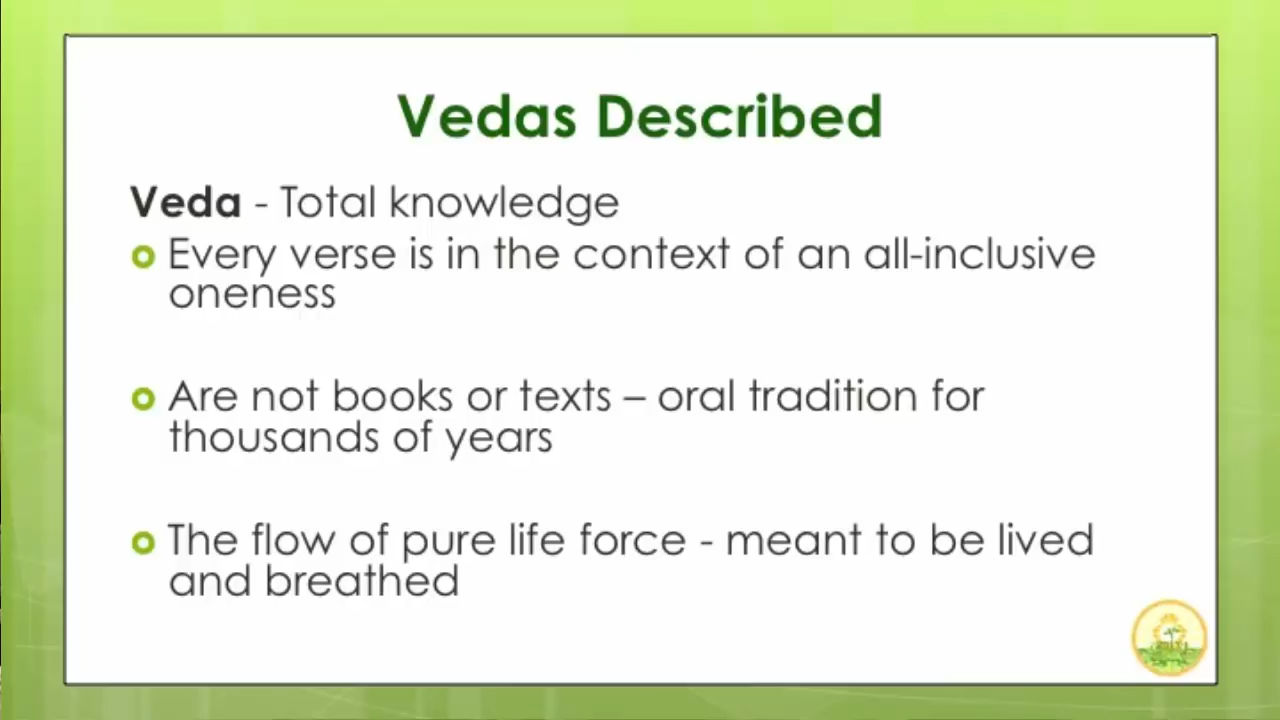 Vedas Described
Veda - Total knowledge
Every verse is in the context of an all-inclusive
oneness
Are not books or texts – oral tradition for
thousands of years
The flow of pure life force - meant to be lived
and breathed